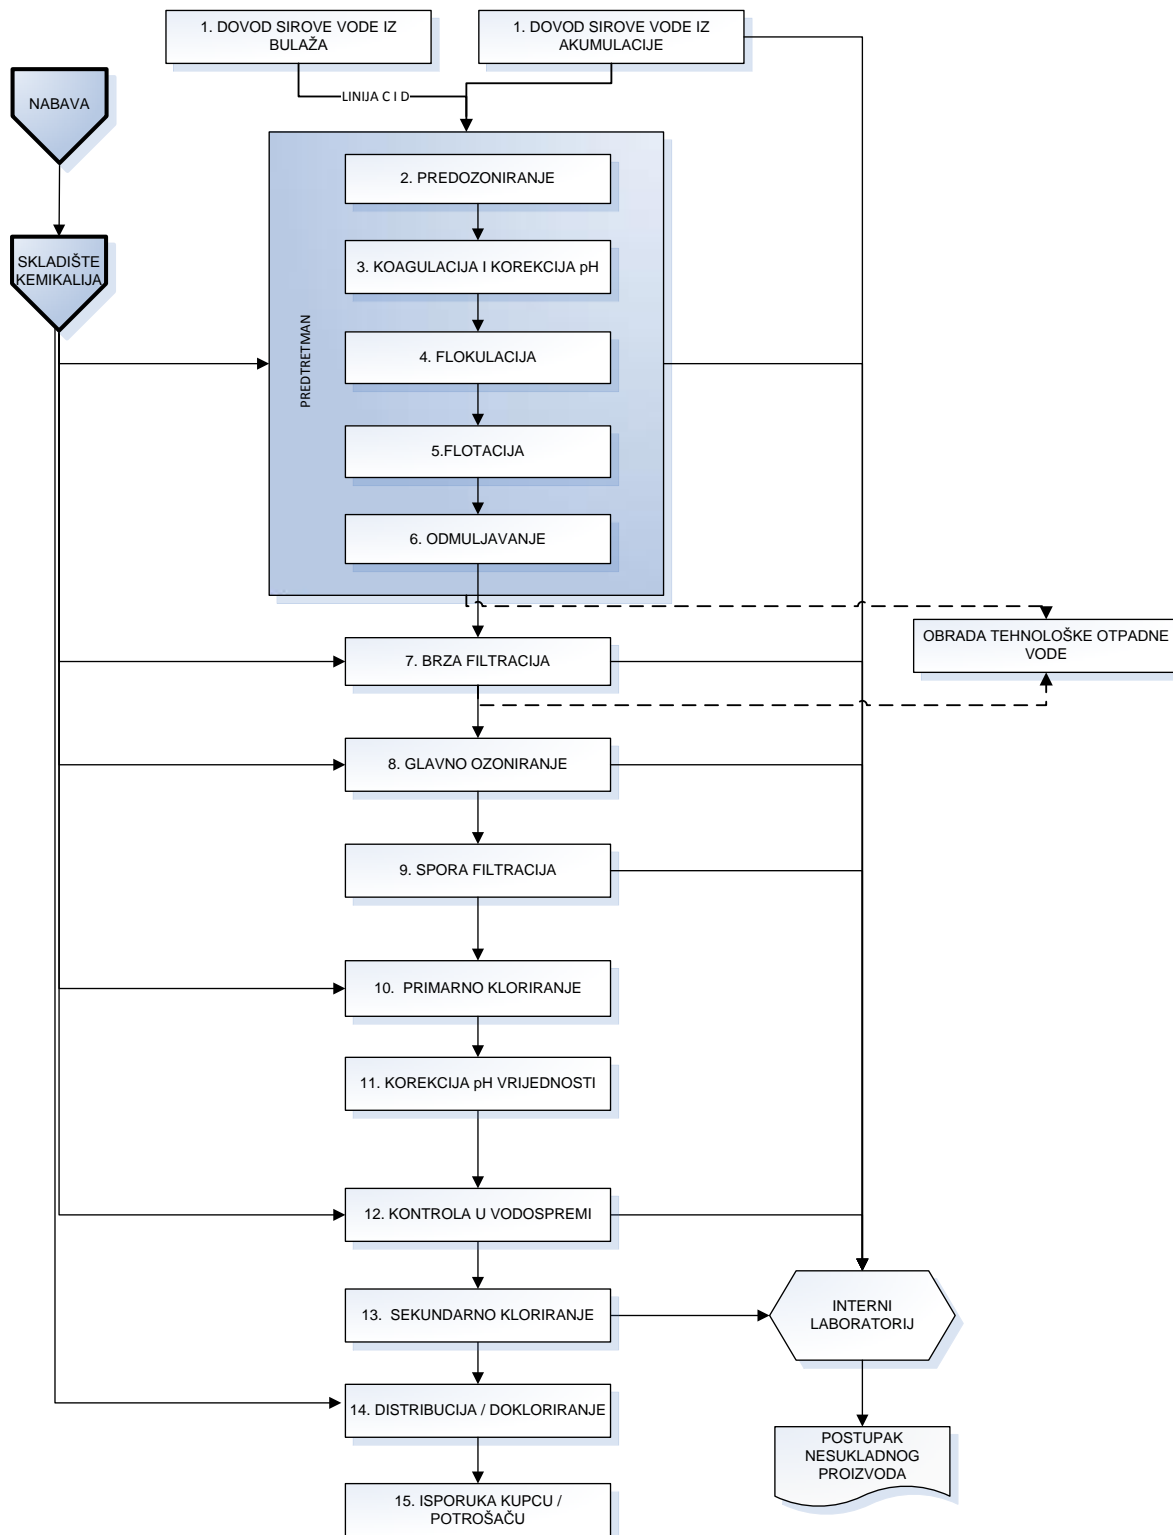 1. DOVOD SIROVE VODE IZ
BULAŽA
1. DOVOD SIROVE VODE IZ
AKUMULACIJE
NABAVA
LINIJA C I D
2. PREDOZONIRANJE
SKLADIŠTE
KEMIKALIJA
3. KOAGULACIJA I KOREKCIJA pH
PREDTRETMAN
4. FLOKULACIJA
5.FLOTACIJA
6. ODMULJAVANJE
OBRADA TEHNOLOŠKE OTPADNE
VODE
7. BRZA FILTRACIJA
8. GLAVNO OZONIRANJE
9. SPORA FILTRACIJA
10. PRIMARNO KLORIRANJE
11. KOREKCIJA pH VRIJEDNOSTI
12. KONTROLA U VODOSPREMI
13. SEKUNDARNO KLORIRANJE
INTERNI
LABORATORIJ
14. DISTRIBUCIJA / DOKLORIRANJE
POSTUPAK
NESUKLADNOG
PROIZVODA
15. ISPORUKA KUPCU /
POTROŠAČU